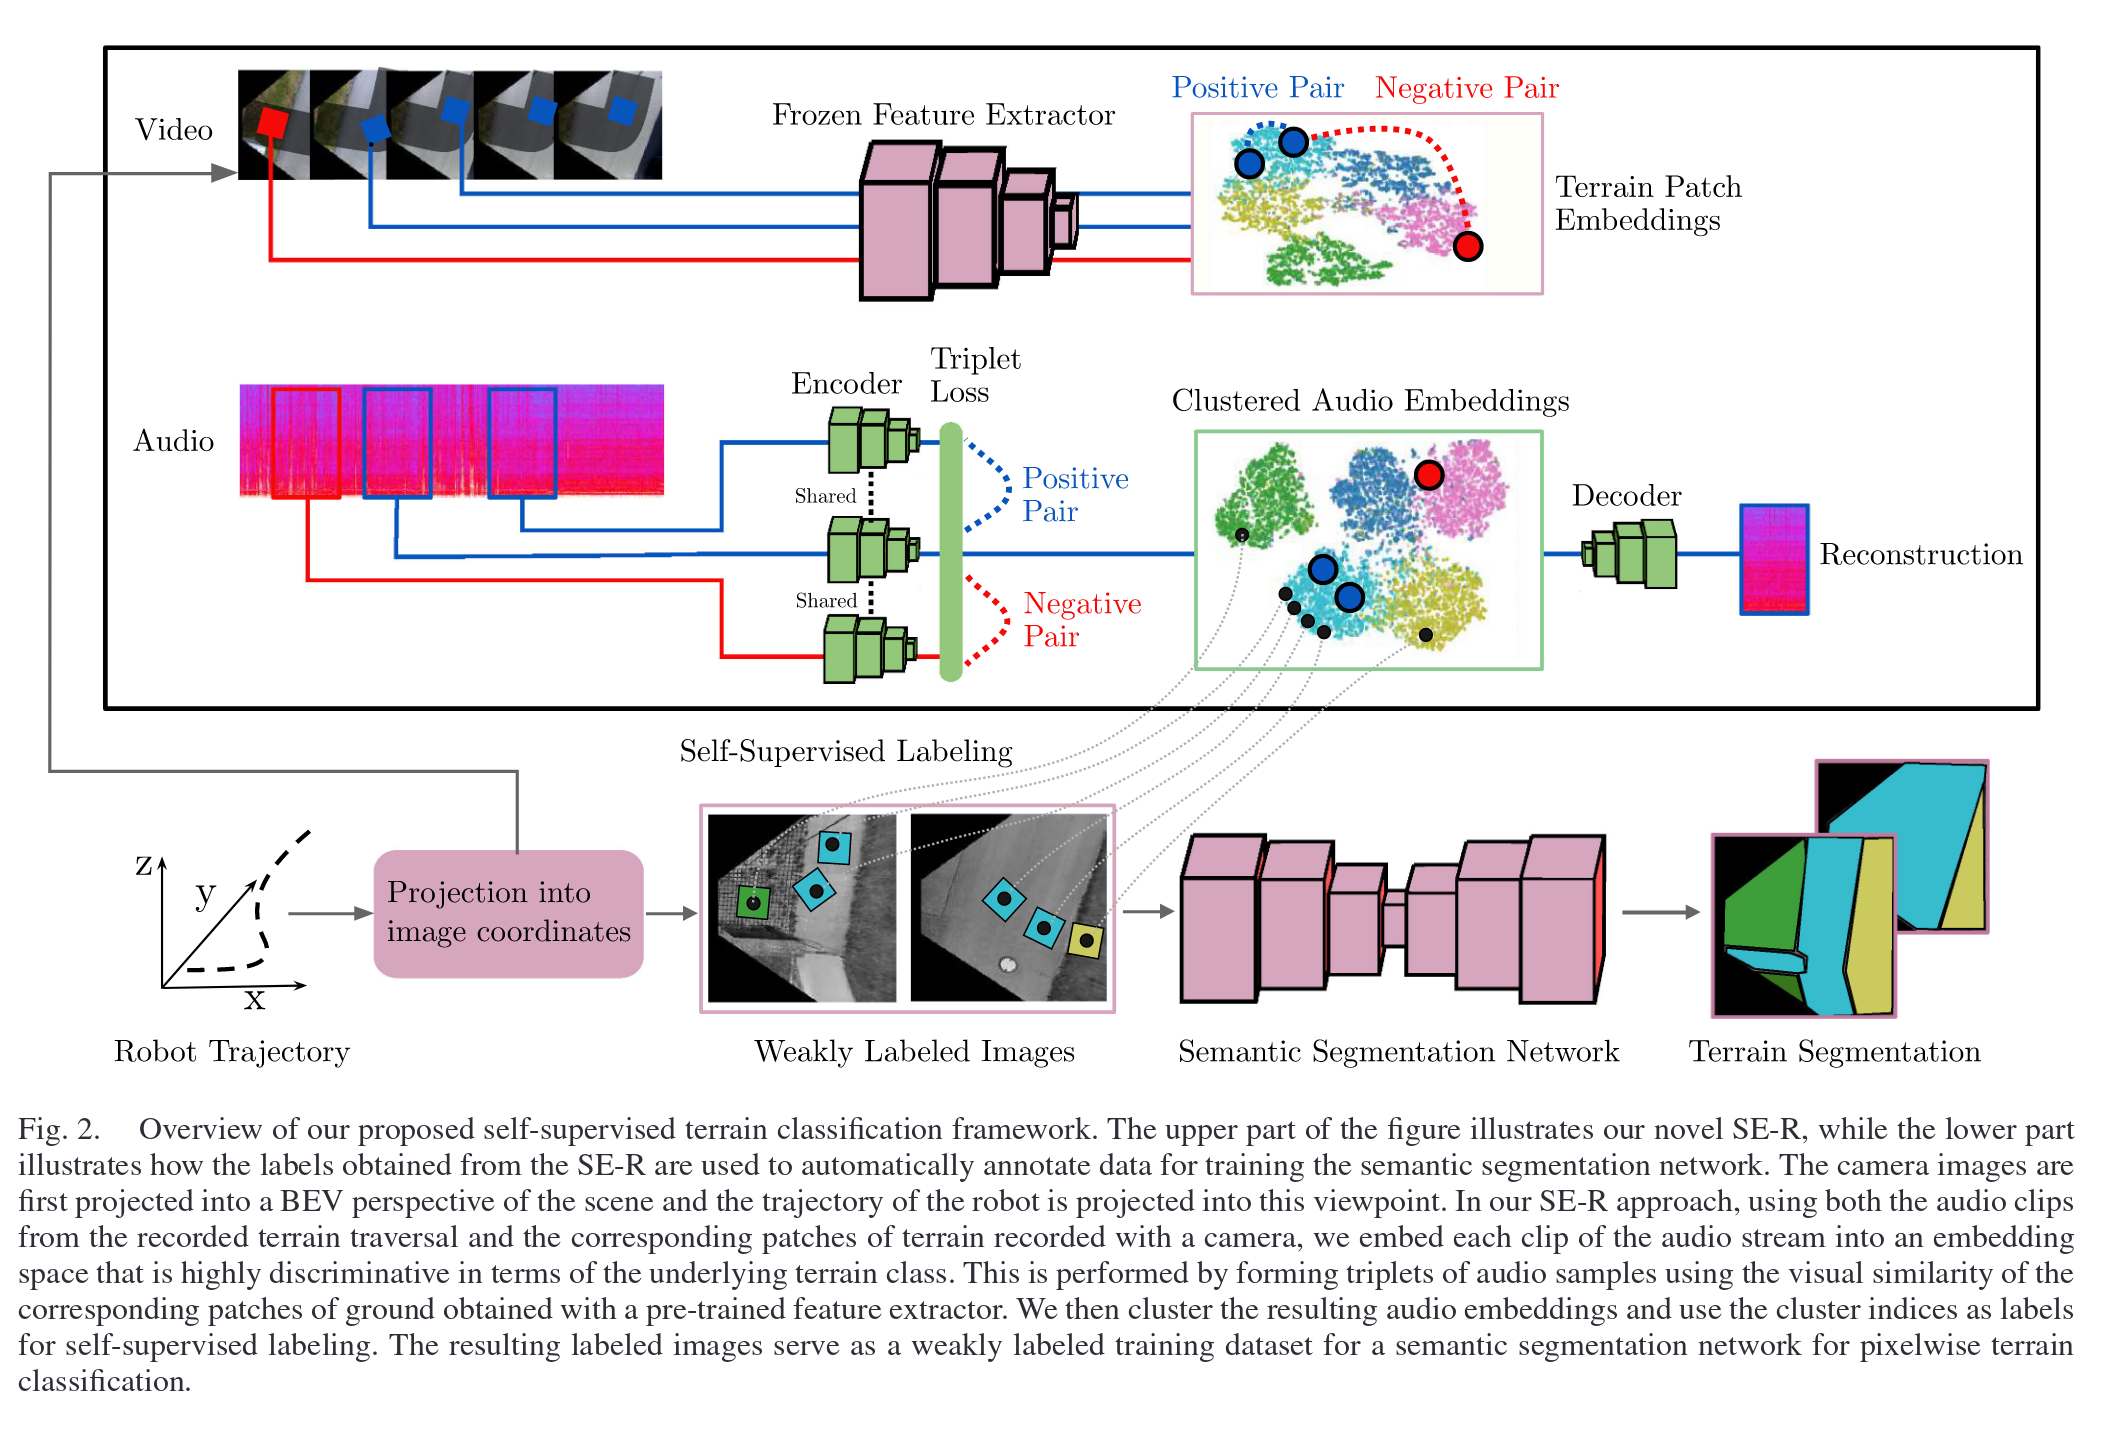 Positive Pair Negative Pair
Frozen Feature Extractor
Video
Terrain Patch
Embeddings
Triplet
Loss
Encoder
Clustered Audio Embeddings
Audio
Shared
Positive
Pair
Decoder
Reconstruction
Shared
Negative
Pair
Self-Supervised Labeling
z
y
x
Projection into
image coordinates
Robot Trajectory
Weakly Labeled Images
Semantic Segmentation Network
Terrain Segmentation
Fig. 2. Overview of our proposed self-supervised terrain classification framework. The upper part of the figure illustrates our novel SE-R, while the lower part
illustrates how the labels obtained from the SE-R are used to automatically annotate data for training the semantic segmentation network. The camera images are
first projected into a BEV perspective of the scene and the trajectory of the robot is projected into this viewpoint. In our SE-R approach, using both the audio clips
from the recorded terrain traversal and the corresponding patches of terrain recorded with a camera, we embed each clip of the audio stream into an embedding
space that is highly discriminative in terms of the underlying terrain class. This is performed by forming triplets of audio samples using the visual similarity of the
corresponding patches of ground obtained with a pre-trained feature extractor. We then cluster the resulting audio embeddings and use the cluster indices as labels
for self-supervised labeling. The resulting labeled images serve as a weakly labeled training dataset for a semantic segmentation network for pixelwise terrain
classification.